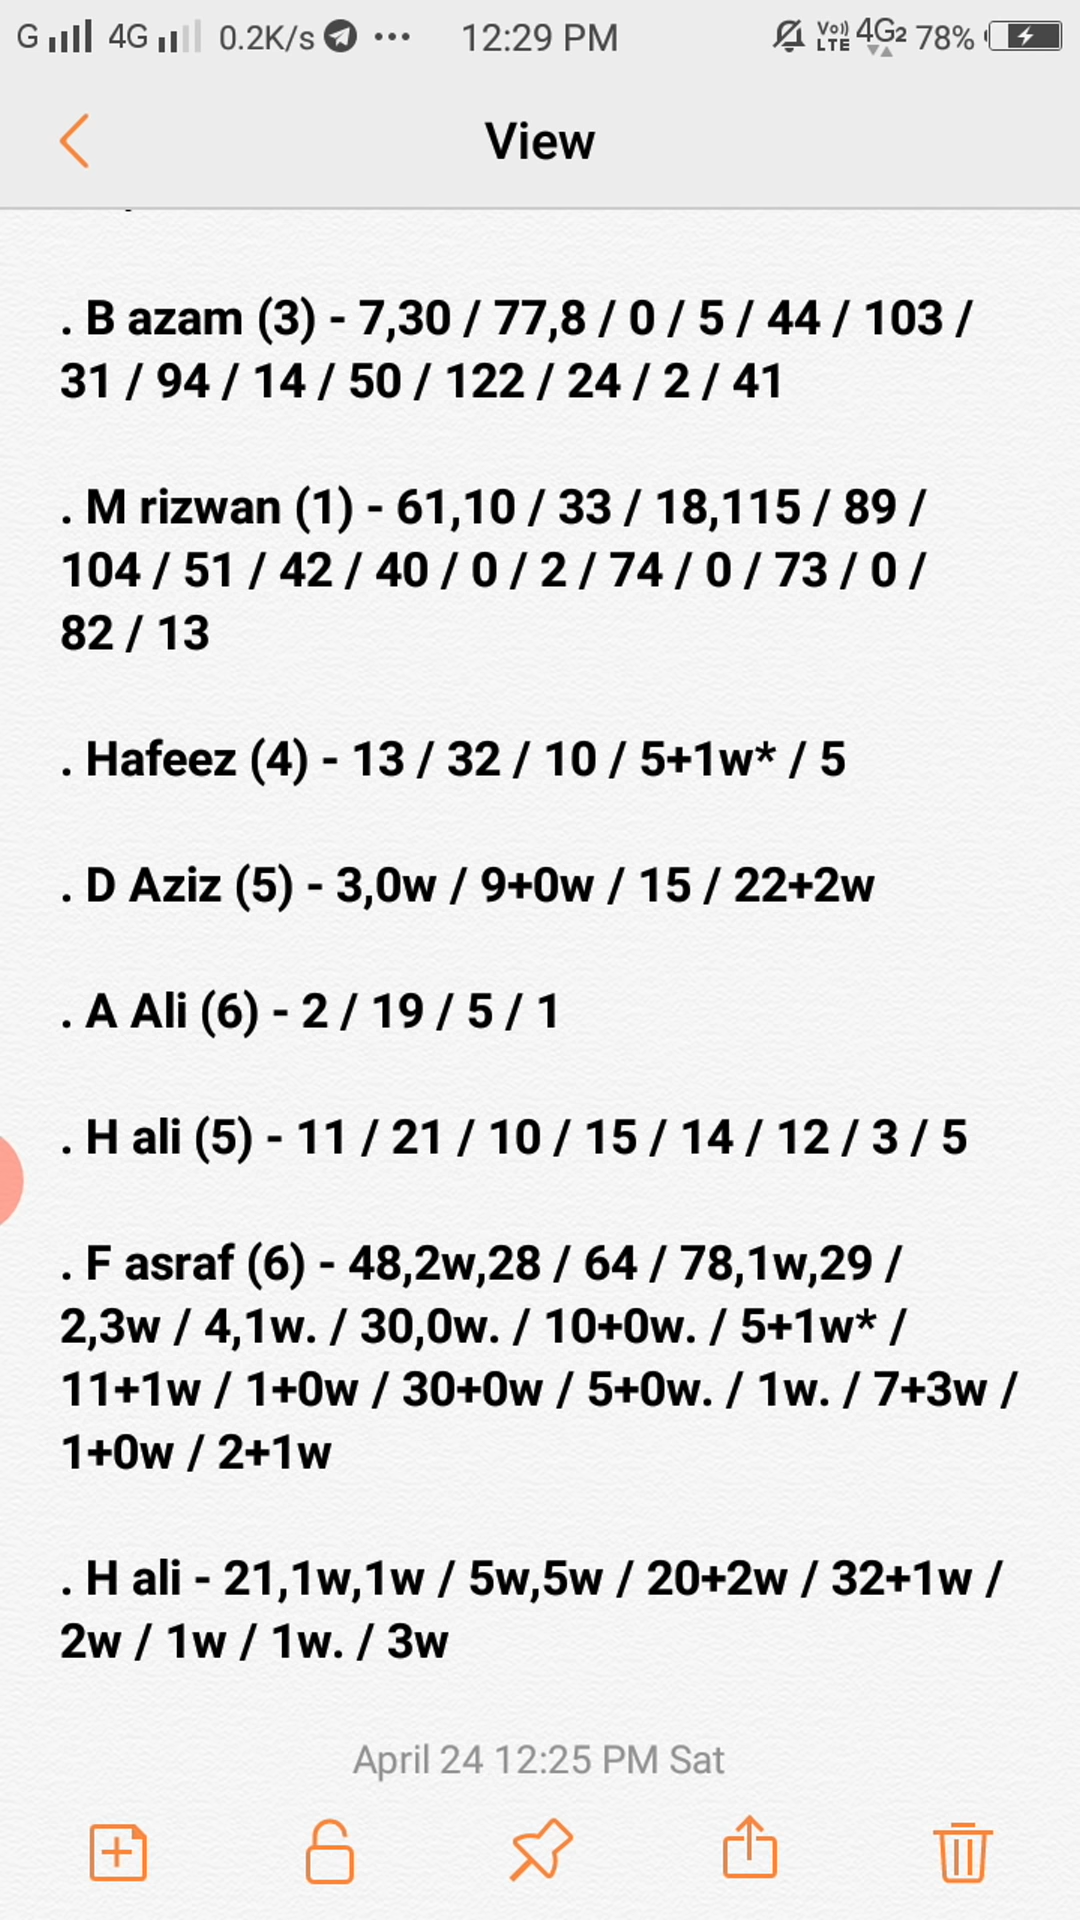 G 4G 0.2K/s ... 12:29 PM Vo)) LTE 4G2 78%
View
. B azam (3) - 7,30 / 77,8 / 0 / 5 / 44 / 103 /
31 / 94 / 14 / 50 / 122 / 24 / 2 / 41
. M rizwan (1) - 61,10 / 33 / 18,115 / 89 /
104 / 51 / 42 / 40 / 0 / 2 / 74 / 0 / 73 / 0 /
82 / 13
. Hafeez (4) - 13 / 32 / 10 / 5+1w* / 5
. D Aziz (5) - 3,0w / 9+0w / 15 / 22+2w
. A Ali (6) - 2 / 19 / 5 / 1
. H ali (5) - 11 / 21 / 10 / 15 / 14 / 12 / 3 / 5
. F asraf (6) - 48,2w,28 / 64 / 78,1w,29 /
2,3w / 4,1w. / 30,0w. / 10+0w. / 5+1w* /
11+1w / 1+0w / 30+0w / 5+0w. / 1w. / 7+3w /
1+0w / 2+1w
. H ali - 21,1w,1w / 5w,5w / 20+2w / 32+1w /
2w / 1w / 1w. / 3w
April 24 12:25 PM Sat